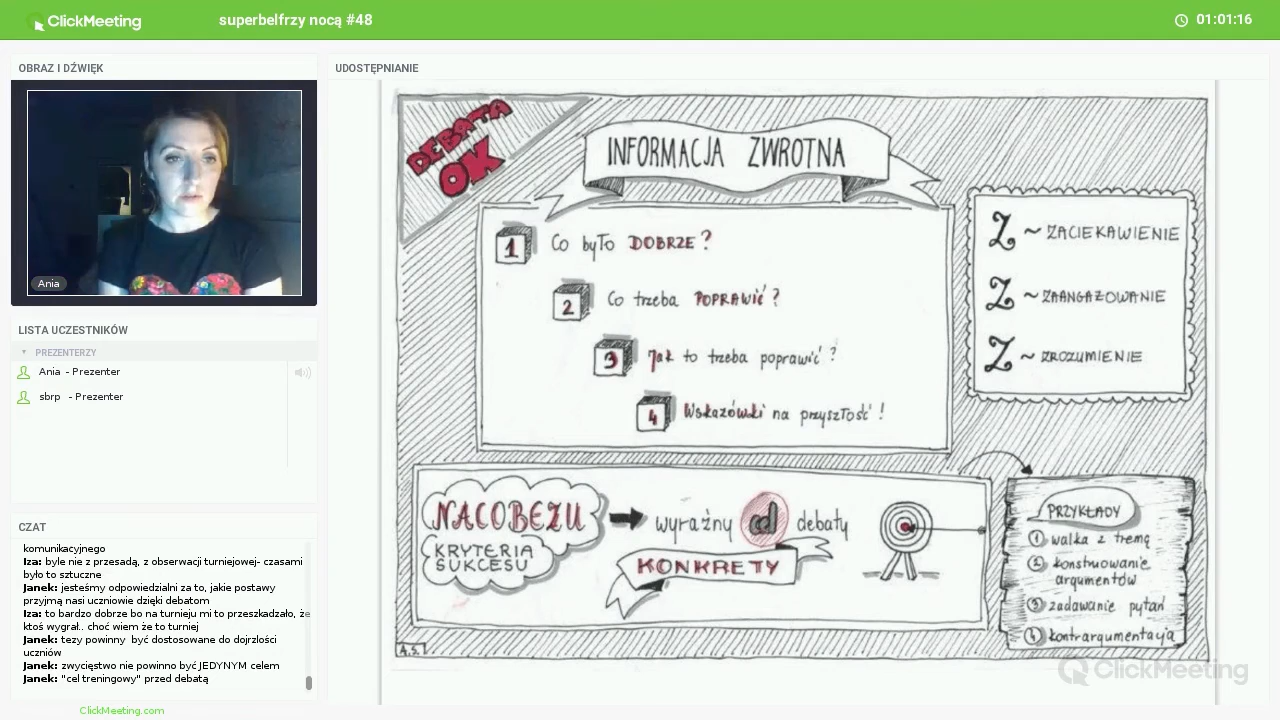 ClickMeeting
superbelfrzy nocą #48
01:01:16
OBRAZ I DŹWIĘK
Ania
LISTA UCZESTNIKÓW
PREZENTERZY
Ania - Prezenter
sbrp - Prezenter
CZAT
komunikacyjnego
Iza: byle nie z przesadą, z obserwacji turniejowej- czasami
było to sztuczne
Janek: jesteśmy odpowiedzialni za to, jakie postawy
przyjmą nasi uczniowie dzięki debatom
Iza: to bardzo dobrze bo na turnieju mi to przeszkadzało, że
ktoś wygrał.. choć wiem że to turniej
Janek: tezy powinny być dostosowane do dojrzlości
uczniów
Janek: zwycięstwo nie powinno być JEDYNYM celem
Janek: "cel treningowy" przed debatą
ClickMeeting.com
UDOSTĘPNIANIE
DEBATA
OK
INFORMACJA ZWROTNA
1 Co było DOBRZE?
2 Co trzeba POPRAWIĆ?
3 Jak to trzeba poprawić?
4 Wskazówki na przyszłość!
Z ~ ZACIEKAWIENIE
Z ~ ZAANGAŻOWANIE
Z ~ ZROZUMIENIE
NACOBEZU
KRYTERIA
SUKCESU
wyraźny d debaty
KONKRETY
PRZYKŁADY
1 walka z tremą
2 konstruowanie
argumentów
3 zadawanie pytań
4 kontrargumentacja
A.S.
ClickMeeting